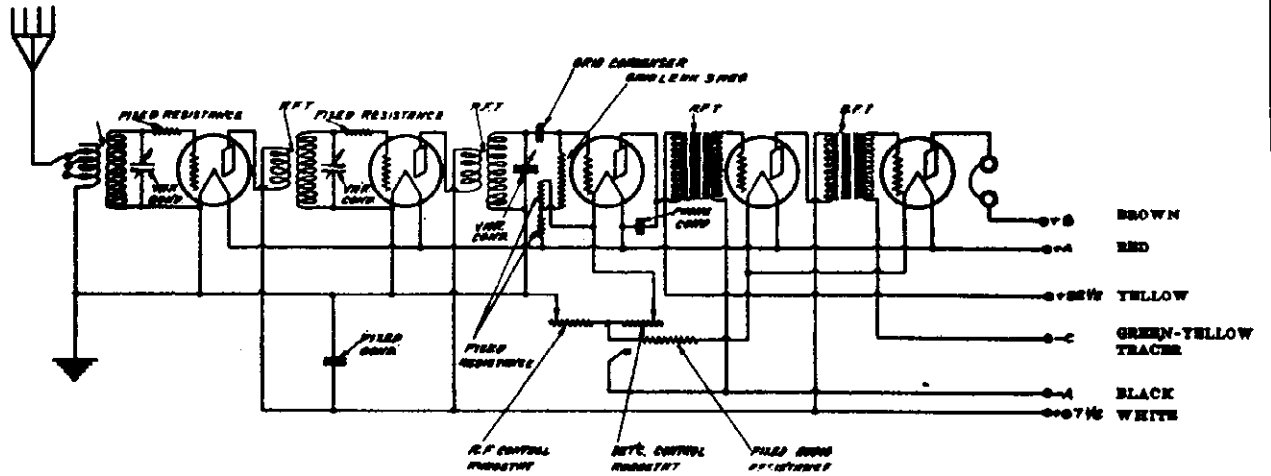 GRID CONDENSER
GRID LEAK 3 MEG
FIXED RESISTANCE
R.F.T
FIXED RESISTANCE
R.F.T
VAR.
COND.
VAR.
COND.
VAR.
COND.
PHONE
COND
+B
BROWN
+A
RED
YELLOW
-C
GREEN-YELLOW
TRACER
-A
BLACK
WHITE
FIXED
COND.
FIXED
RESISTANCE
R.F CONTROL
RHEOSTAT
DET'R. CONTROL
RHEOSTAT
FIXED AUDIO
RESISTANCE